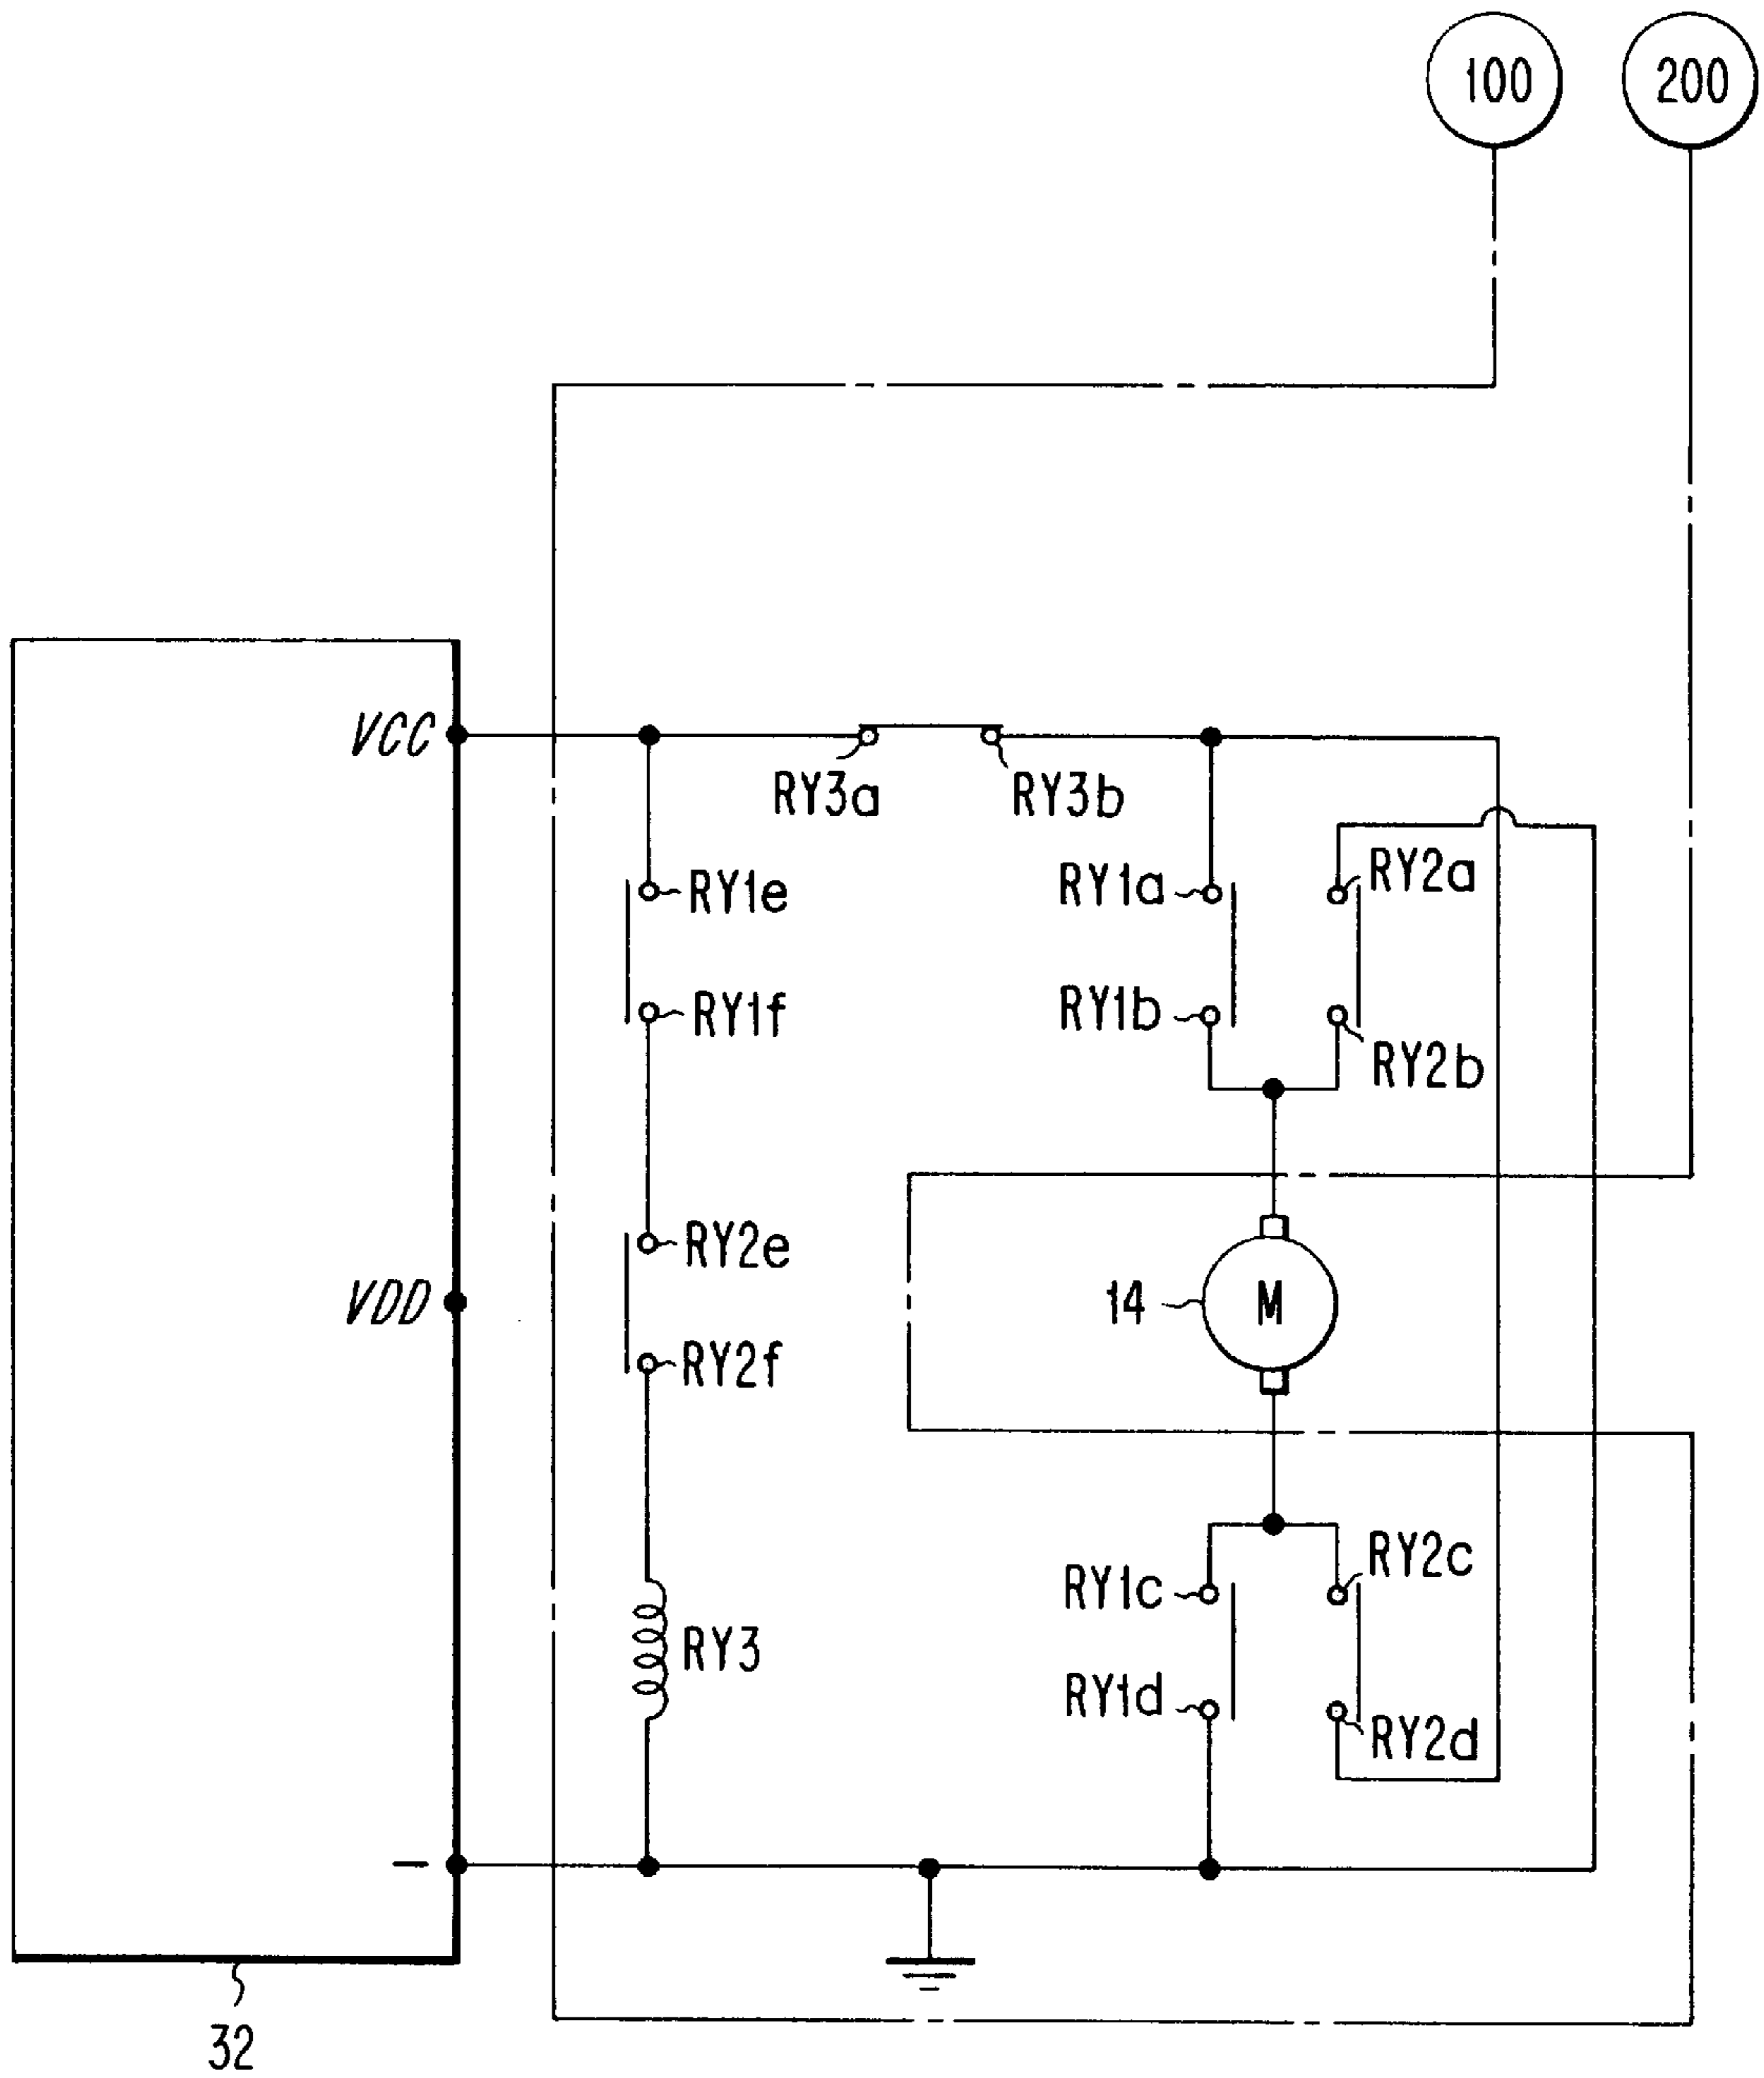 100 200
VCC
RY3a RY3b
RY1e RY1a RY2a
RY1f RY1b RY2b
RY2e
VDD 14 M
RY2f
RY2c
RY1c
RY3
RY1d
RY2d
−
32